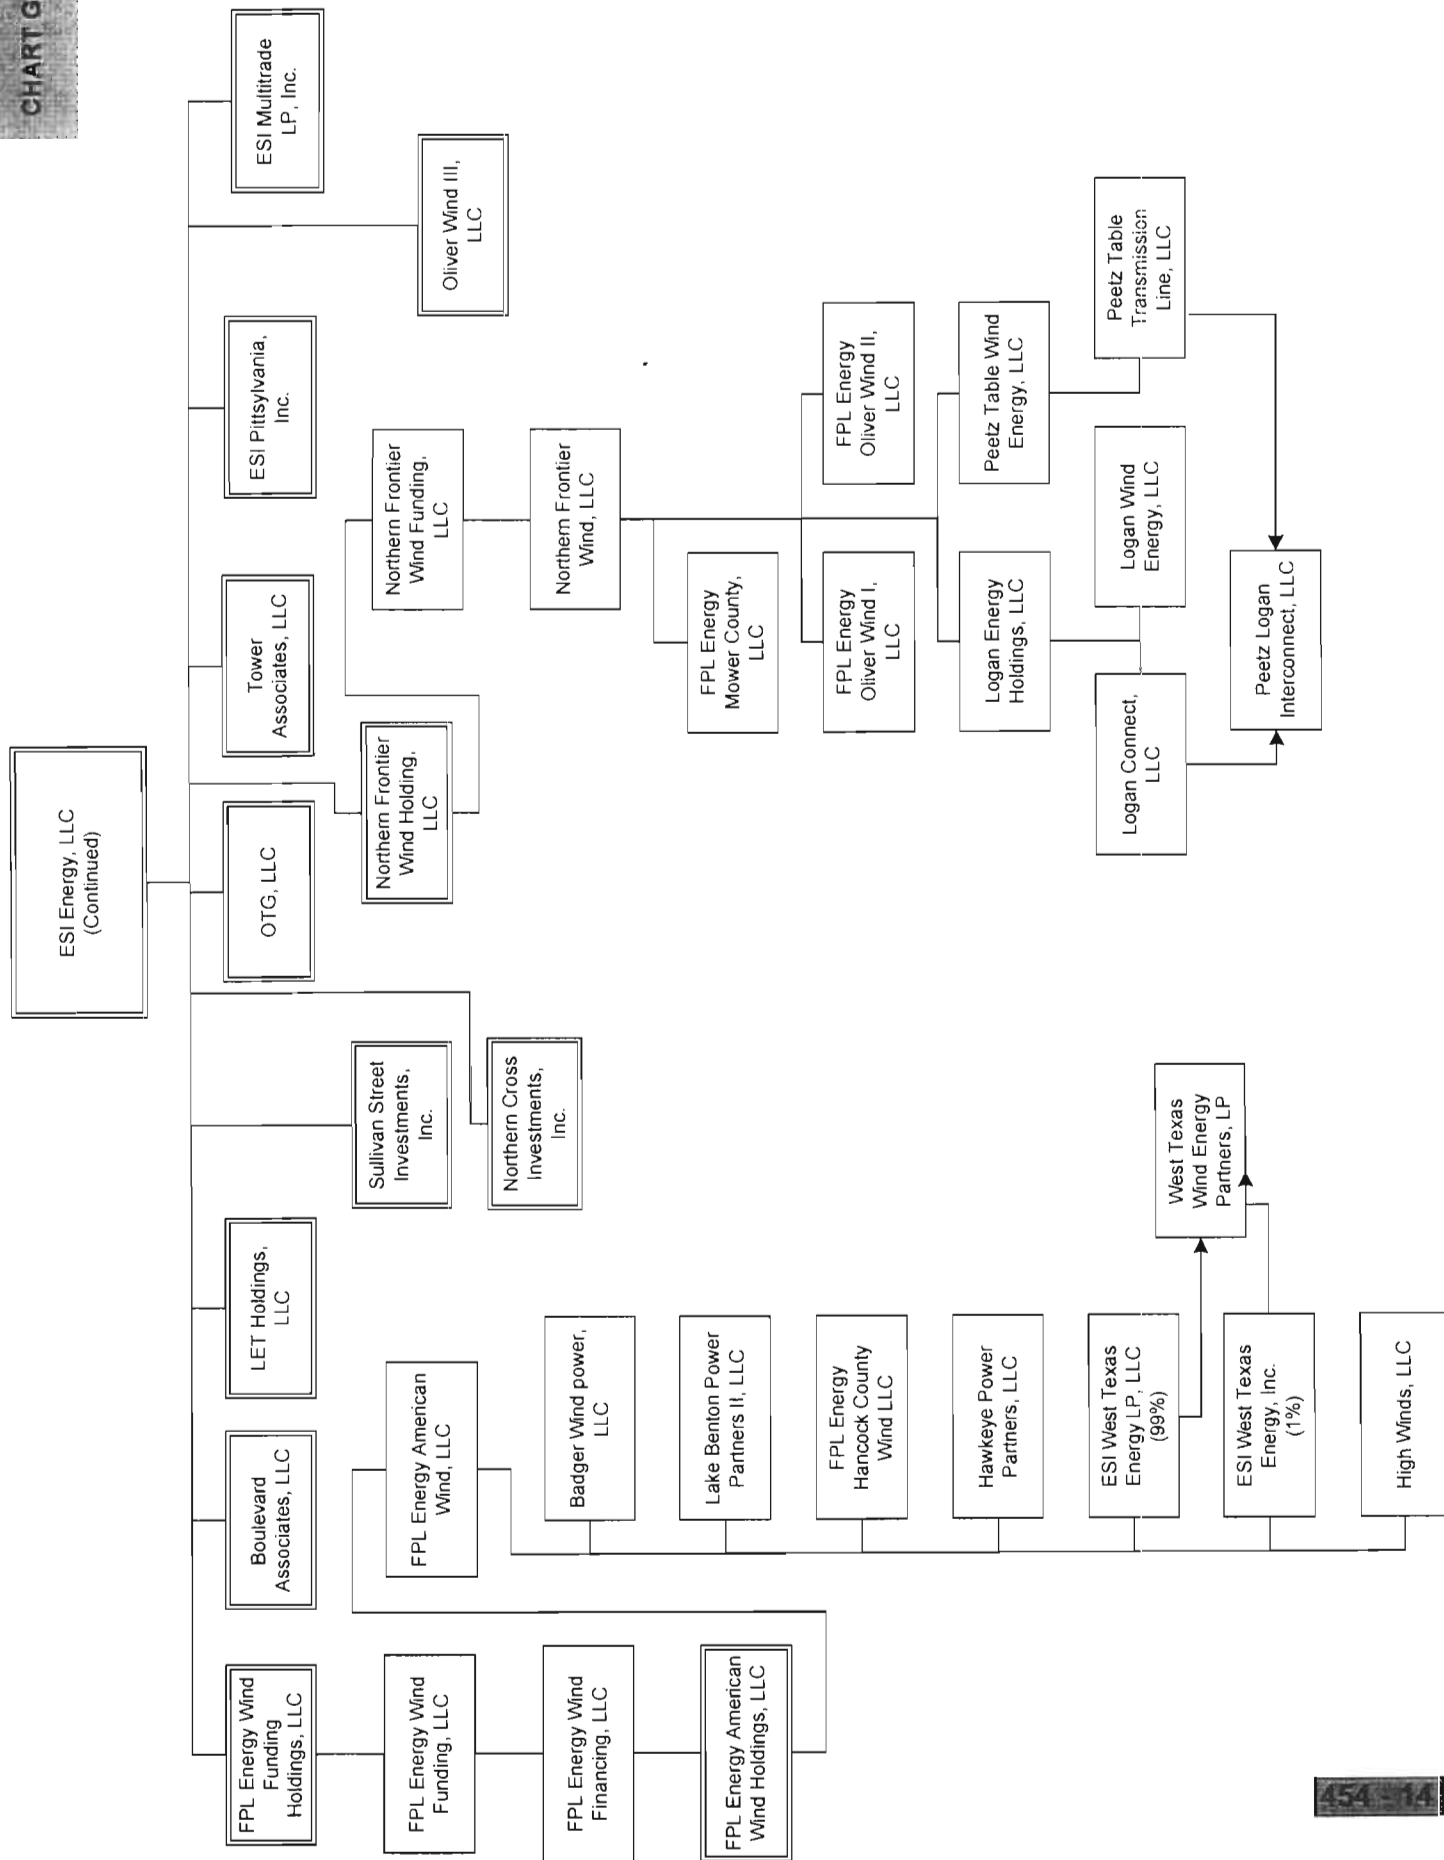 CHART G
ESI Energy, LLC
(Continued)
FPL Energy Wind
Funding
Holdings, LLC
Boulevard
Associates, LLC
LET Holdings,
LLC
OTG, LLC
Tower
Associates, LLC
ESI Pittsylvania,
Inc.
ESI Multitrade
LP, Inc.
Sullivan Street
Investments,
Inc.
Northern Frontier
Wind Holding,
LLC
Northern Frontier
Wind Funding,
LLC
Oliver Wind III,
LLC
FPL Energy Wind
Funding, LLC
FPL Energy American
Wind, LLC
Northern Cross
Investments,
Inc.
Northern Frontier
Wind, LLC
FPL Energy Wind
Financing, LLC
Badger Wind power,
LLC
FPL Energy American
Wind Holdings, LLC
Lake Benton Power
Partners II, LLC
FPL Energy
Mower County,
LLC
FPL Energy
Hancock County
Wind LLC
FPL Energy
Oliver Wind I,
LLC
FPL Energy
Oliver Wind II,
LLC
Hawkeye Power
Partners, LLC
Logan Energy
Holdings, LLC
Peetz Table Wind
Energy, LLC
ESI West Texas
Energy LP, LLC
(99%)
West Texas
Wind Energy
Partners, LP
Logan Connect,
LLC
Logan Wind
Energy, LLC
Peetz Table
Transmission
Line, LLC
ESI West Texas
Energy, Inc.
(1%)
Peetz Logan
Interconnect, LLC
High Winds, LLC
454 - 14